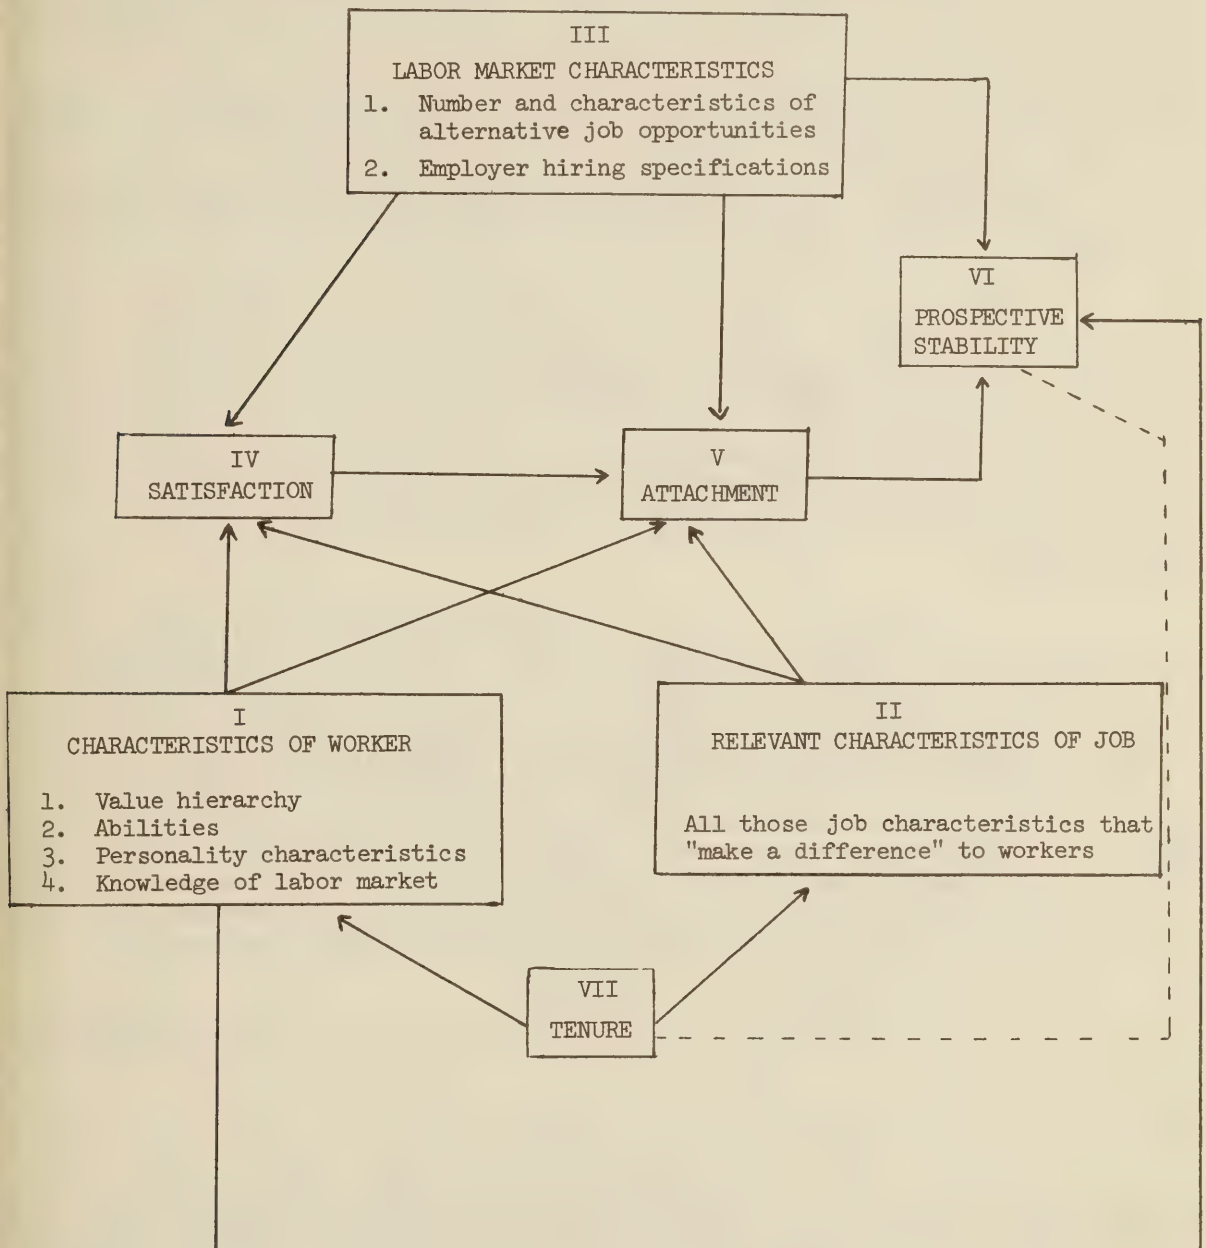 III
LABOR MARKET CHARACTERISTICS
1. Number and characteristics of
alternative job opportunities
2. Employer hiring specifications
VI
PROSPECTIVE
STABILITY
IV
SATISFACTION
V
ATTACHMENT
I
CHARACTERISTICS OF WORKER
1. Value hierarchy
2. Abilities
3. Personality characteristics
4. Knowledge of labor market
II
RELEVANT CHARACTERISTICS OF JOB
All those job characteristics that
"make a difference" to workers
VII
TENURE